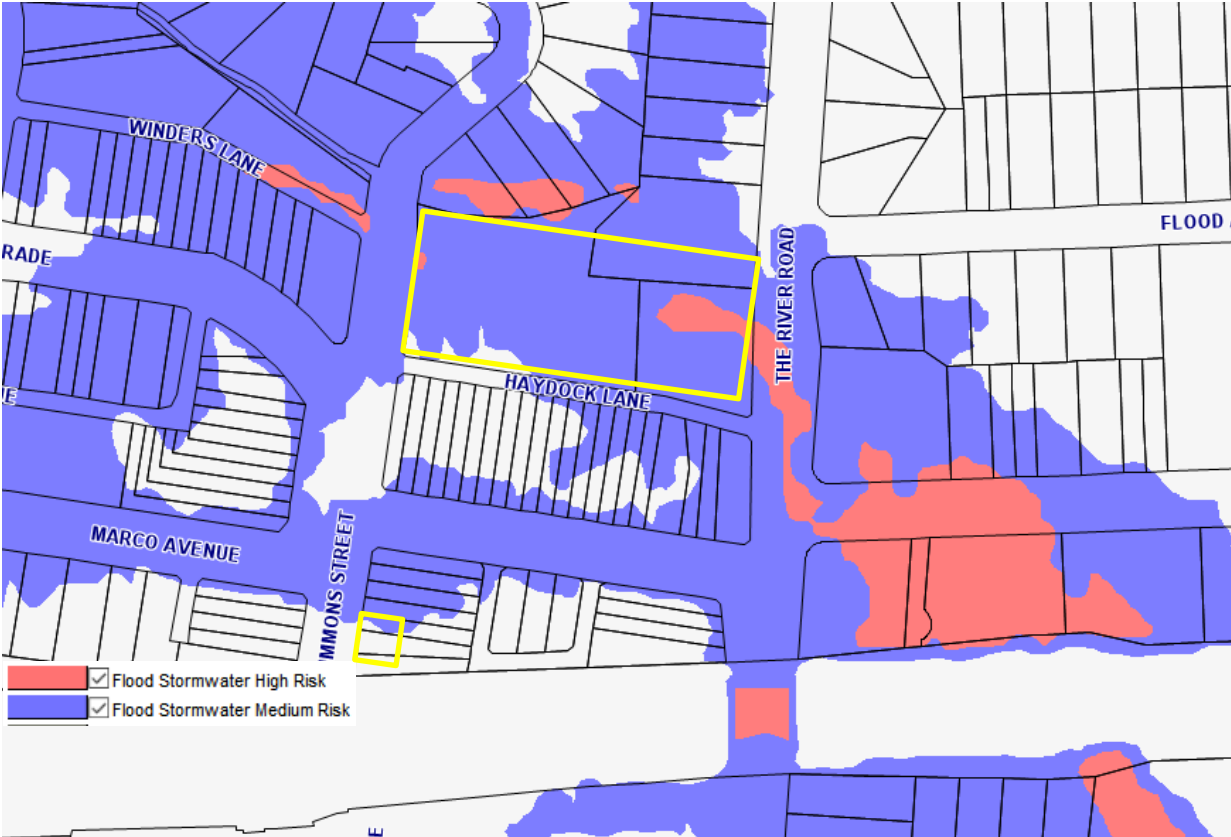 WINDERS LANE
FLOOD
RADE
THE RIVER ROAD
HAYDOCK LANE
E
MARCO AVENUE
MMONS STREET
Flood Stormwater High Risk
Flood Stormwater Medium Risk
E